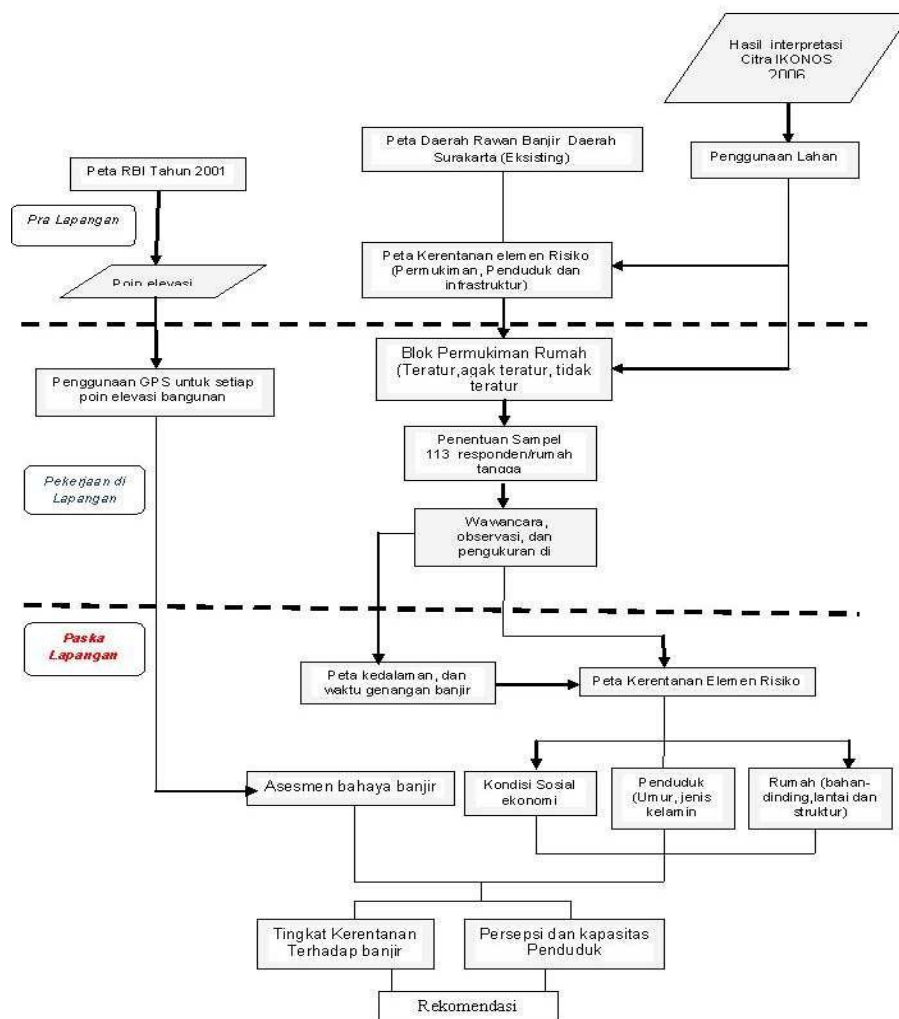 Hasil interpretasi
Citra IKONOS
2006
Peta Daerah Rawan Banjir Daerah
Surakarta (Eksisting)
Penggunaan Lahan
Peta RBI Tahun 2001
Pra Lapangan
Peta Kerentanan elemen Risiko
(Permukiman, Penduduk dan
infrastruktur)
Poin elevasi
Blok Permukiman Rumah
(Teratur,agak teratur, tidak
teratur
Penggunaan GPS untuk setiap
poin elevasi bangunan
Penentuan Sampel
113 responden/rumah
tangga
Pekerjaan di
Lapangan
Wawancara,
observasi, dan
pengukuran di
Paska
Lapangan
Peta kedalaman, dan
waktu genangan banjir
Peta Kerentanan Elemen Risiko
Asesmen bahaya banjir
Kondisi Sosial
ekonomi
Penduduk
(Umur, jenis
kelamin
Rumah (bahan-
dinding,lantai dan
struktur)
Tingkat Kerentanan
Terhadap banjir
Persepsi dan kapasitas
Penduduk
Rekomendasi